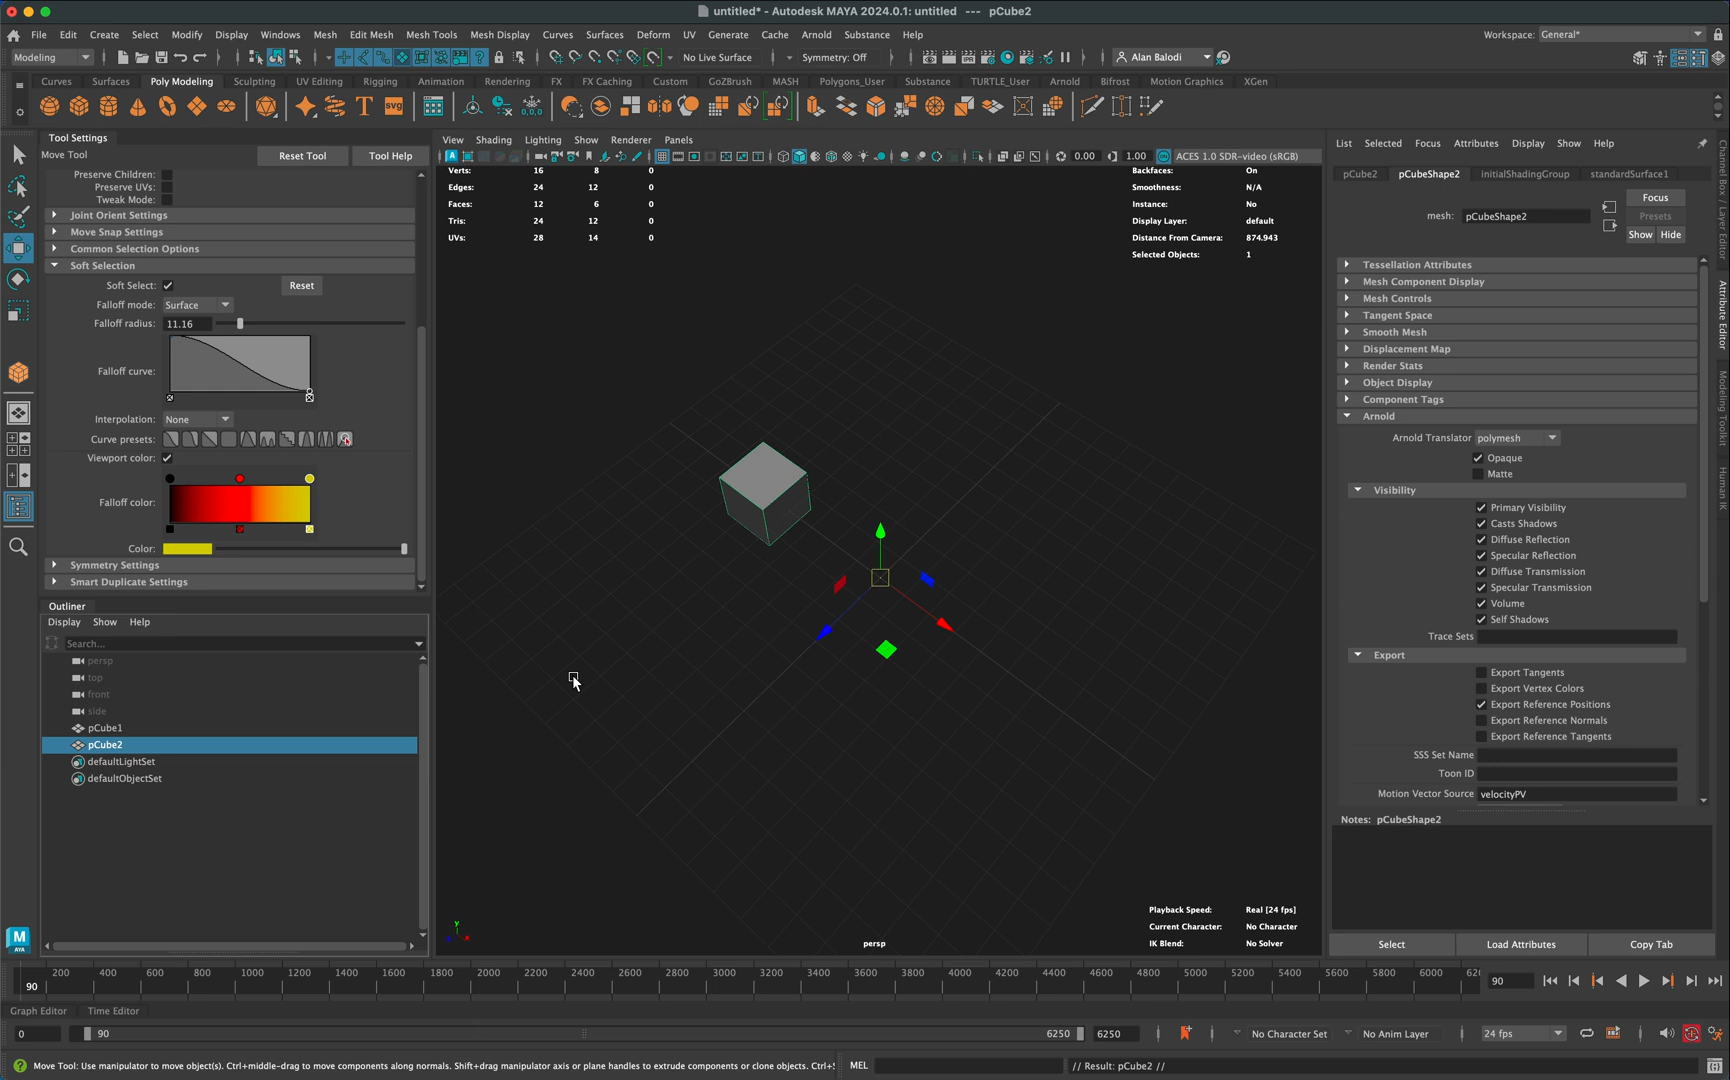 untitled* - Autodesk MAYA 2024.0.1: untitled --- pCube2
File Edit Create Select Modify Display Windows Mesh Edit Mesh Mesh Tools Mesh Display Curves Surfaces Deform UV Generate Cache Arnold Substance Help
Workspace: General*
Modeling
No Live Surface
Symmetry: Off
Alan Balodi
Curves Surfaces Poly Modeling Sculpting UV Editing Rigging Animation Rendering FX FX Caching Custom GoZBrush MASH Polygons_User Substance TURTLE_User Arnold Bifrost Motion Graphics XGen
T
svg
0,0,0
Tool Settings
Move Tool
Reset Tool
Tool Help
Preserve Children:
Preserve UVs:
Tweak Mode:
Joint Orient Settings
Move Snap Settings
Common Selection Options
Soft Selection
Soft Select:
Reset
Falloff mode: Surface
Falloff radius: 11.16
Falloff curve:
Interpolation: None
Curve presets:
Viewport color:
Falloff color:
Color:
Symmetry Settings
Smart Duplicate Settings
Outliner
Display Show Help
Search...
persp
top
front
side
pCube1
pCube2
defaultLightSet
defaultObjectSet
View Shading Lighting Show Renderer Panels
0.00
1.00
ACES 1.0 SDR-video (sRGB)
Verts: 16 8 0
Edges: 24 12 0
Faces: 12 6 0
Tris: 24 12 0
UVs: 28 14 0
Backfaces: On
Smoothness: N/A
Instance: No
Display Layer: default
Distance From Camera: 874.943
Selected Objects: 1
Playback Speed: Real [24 fps]
Current Character: No Character
IK Blend: No Solver
y
x
persp
List Selected Focus Attributes Display Show Help
pCube2 pCubeShape2 initialShadingGroup standardSurface1
mesh: pCubeShape2
Focus
Presets
Show Hide
Tessellation Attributes
Mesh Component Display
Mesh Controls
Tangent Space
Smooth Mesh
Displacement Map
Render Stats
Object Display
Component Tags
Arnold
Arnold Translator polymesh
Opaque
Matte
Visibility
Primary Visibility
Casts Shadows
Diffuse Reflection
Specular Reflection
Diffuse Transmission
Specular Transmission
Volume
Self Shadows
Trace Sets
Export
Export Tangents
Export Vertex Colors
Export Reference Positions
Export Reference Normals
Export Reference Tangents
SSS Set Name
Toon ID
Motion Vector Source velocityPV
Notes: pCubeShape2
Select
Load Attributes
Copy Tab
Channel Box / Layer Editor
Attribute Editor
Modeling Toolkit
Human IK
M
AYA
200 400 600 800 1000 1200 1400 1600 1800 2000 2200 2400 2600 2800 3000 3200 3400 3600 3800 4000 4200 4400 4600 4800 5000 5200 5400 5600 5800 6000 62
90
90
Graph Editor Time Editor
0
90
6250
6250
No Character Set
No Anim Layer
24 fps
Move Tool: Use manipulator to move object(s). Ctrl+middle-drag to move components along normals. Shift+drag manipulator axis or plane handles to extrude components or clone objects. Ctrl+S
MEL
// Result: pCube2 //